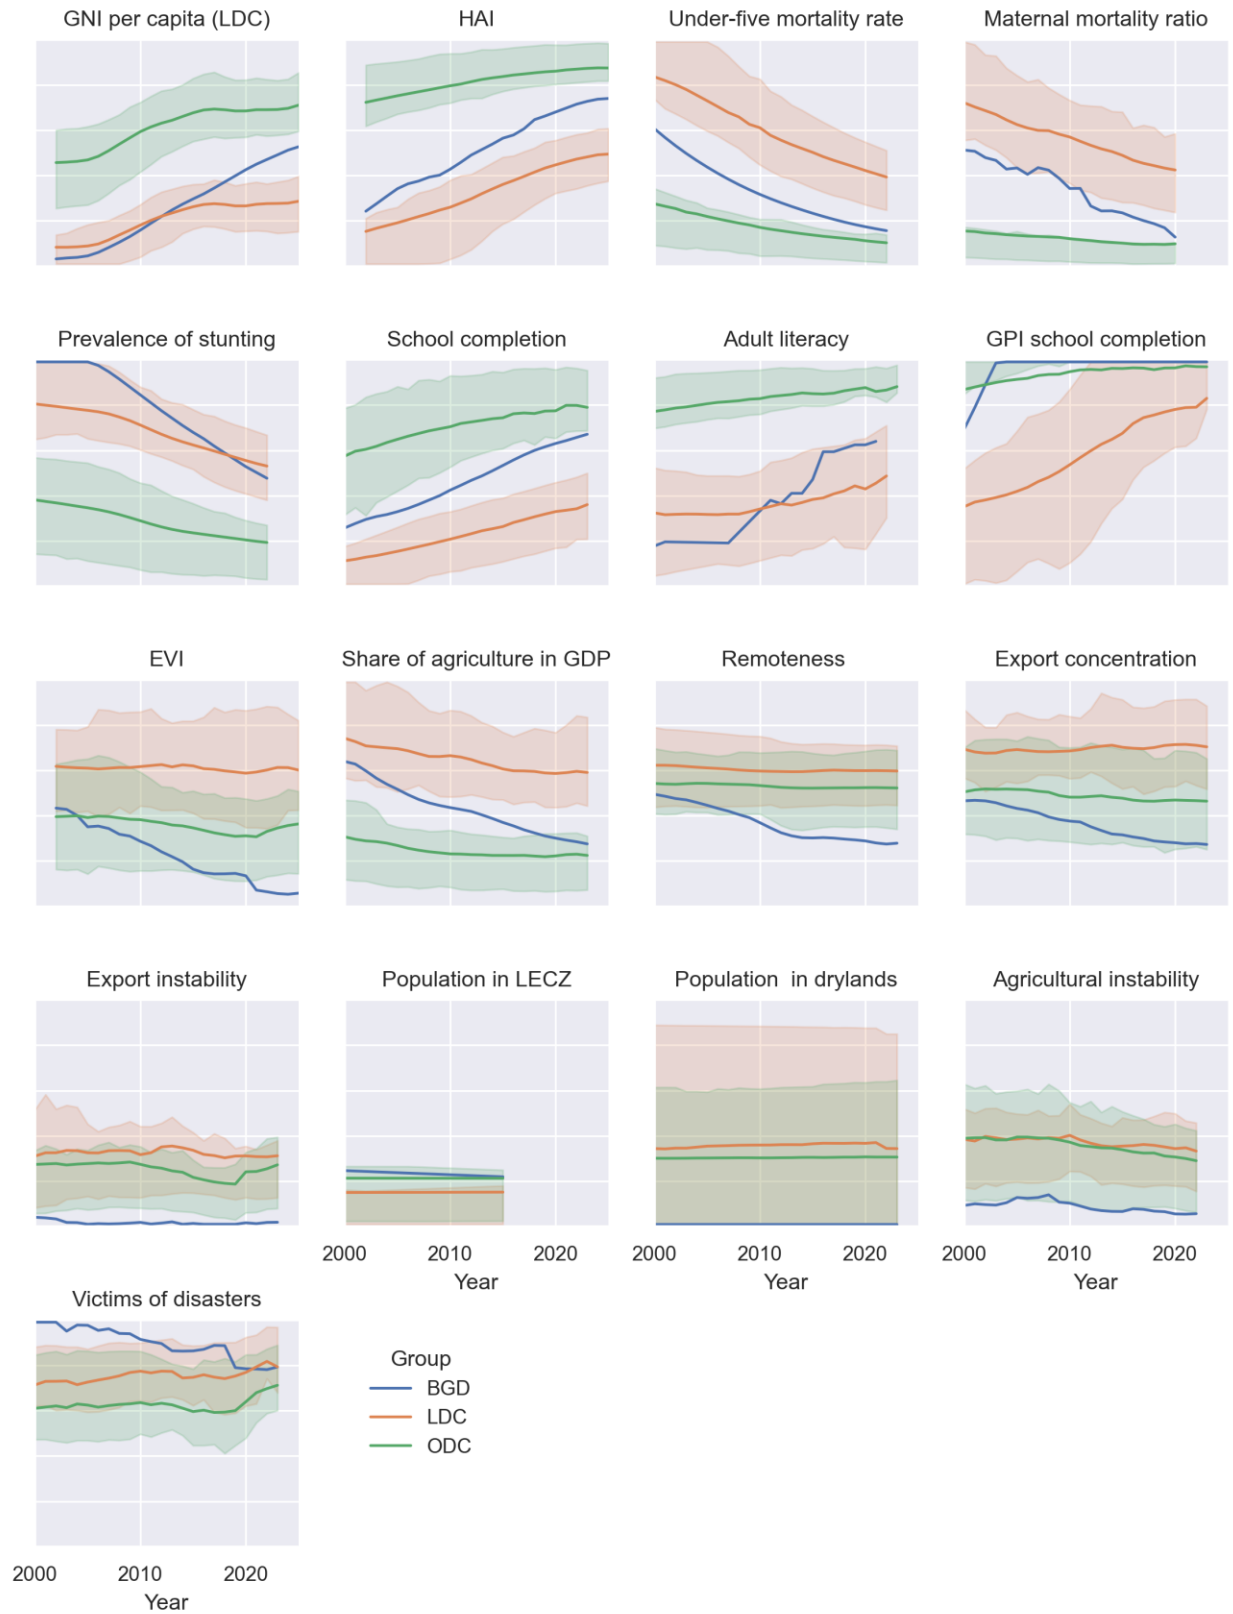 GNI per capita (LDC)
HAI
Under-five mortality rate
Maternal mortality ratio
Prevalence of stunting
School completion
Adult literacy
GPI school completion
EVI
Share of agriculture in GDP
Remoteness
Export concentration
Export instability
Population in LECZ
Population  in drylands
Agricultural instability
2000 2010 2020
Year
2000 2010 2020
Year
2000 2010 2020
Year
Victims of disasters
2000 2010 2020
Year
Group
BGD
LDC
ODC